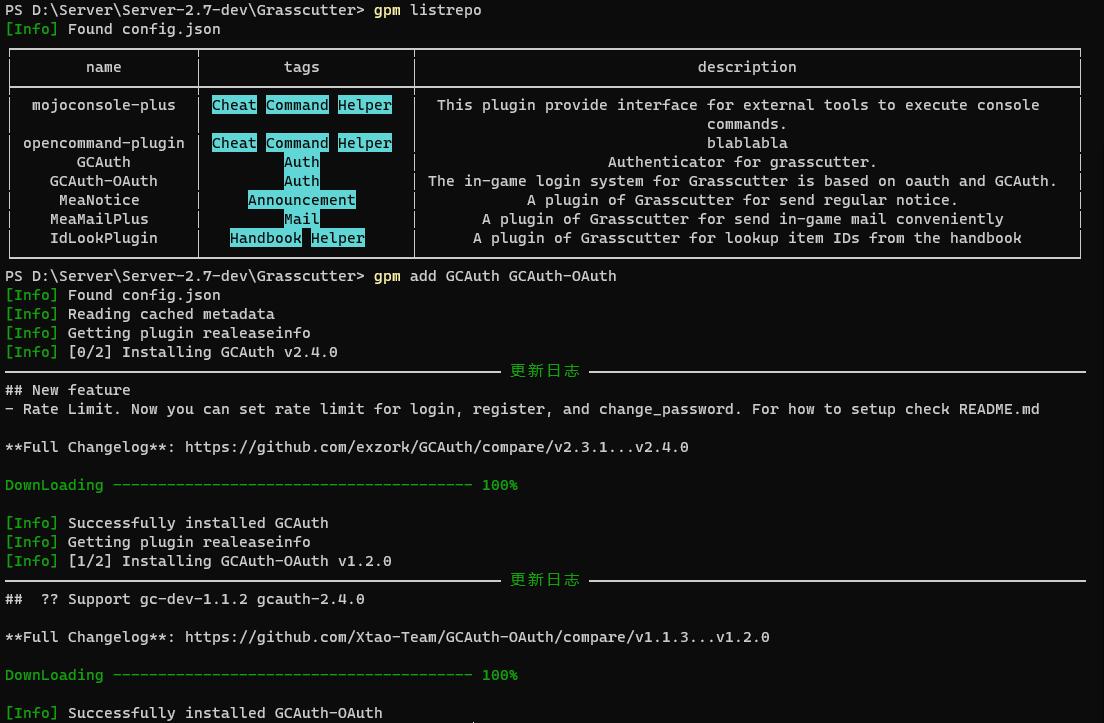 PS D:\Server\Server-2.7-dev\Grasscutter> gpm listrepo
[Info] Found config.json
name tags description
mojoconsole-plus Cheat Command Helper This plugin provide interface for external tools to execute console
commands.
opencommand-plugin Cheat Command Helper blablabla
GCAuth Auth Authenticator for grasscutter.
GCAuth-OAuth Auth The in-game login system for Grasscutter is based on oauth and GCAuth.
MeaNotice Announcement A plugin of Grasscutter for send regular notice.
MeaMailPlus Mail A plugin of Grasscutter for send in-game mail conveniently
IdLookPlugin Handbook Helper A plugin of Grasscutter for lookup item IDs from the handbook
PS D:\Server\Server-2.7-dev\Grasscutter> gpm add GCAuth GCAuth-OAuth
[Info] Found config.json
[Info] Reading cached metadata
[Info] Getting plugin realeaseinfo
[Info] [0/2] Installing GCAuth v2.4.0
更新日志
## New feature
- Rate Limit. Now you can set rate limit for login, register, and change_password. For how to setup check README.md
**Full Changelog**: https://github.com/exzork/GCAuth/compare/v2.3.1...v2.4.0
DownLoading ---------------------------------------- 100%
[Info] Successfully installed GCAuth
[Info] Getting plugin realeaseinfo
[Info] [1/2] Installing GCAuth-OAuth v1.2.0
更新日志
##  ?? Support gc-dev-1.1.2 gcauth-2.4.0
**Full Changelog**: https://github.com/Xtao-Team/GCAuth-OAuth/compare/v1.1.3...v1.2.0
DownLoading ---------------------------------------- 100%
[Info] Successfully installed GCAuth-OAuth